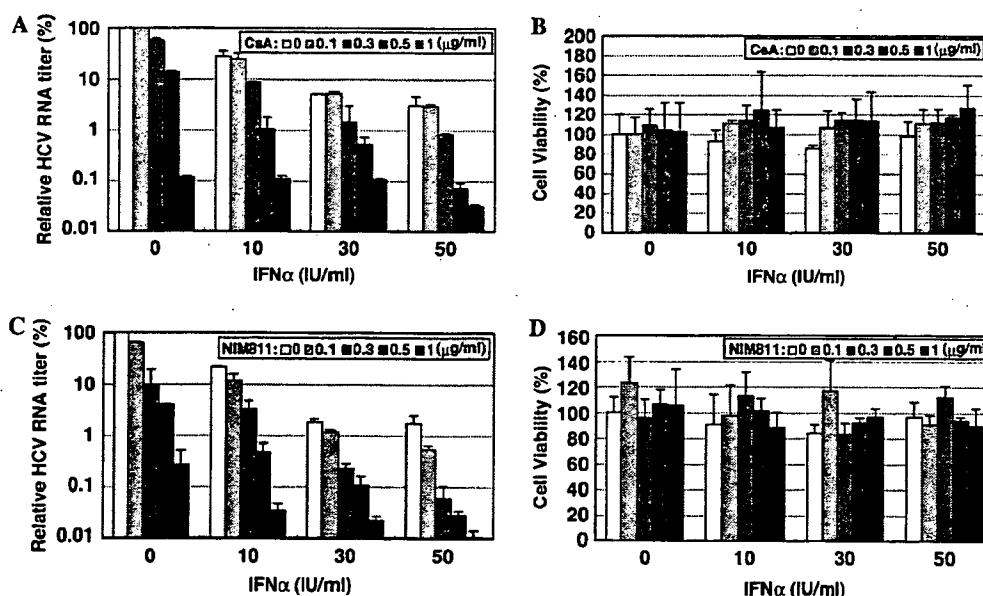 A
Relative HCV RNA titer (%)
100
10
1
0.1
0.01
CsA: 0 0.1 0.3 0.5 1 (μg/ml)
0 10 30 50
IFNα (IU/ml)
B
Cell Viability (%)
200
180
160
140
120
100
80
60
40
20
0
CsA: 0 0.1 0.3 0.5 1 (μg/ml)
0 10 30 50
IFNα (IU/ml)
C
Relative HCV RNA titer (%)
100
10
1
0.1
0.01
NIM811: 0 0.1 0.3 0.5 1 (μg/ml)
0 10 30 50
IFNα (IU/ml)
D
Cell Viability (%)
160
140
120
100
80
60
40
20
0
NIM811: 0 0.1 0.3 0.5 1 (μg/ml)
0 10 30 50
IFNα (IU/ml)